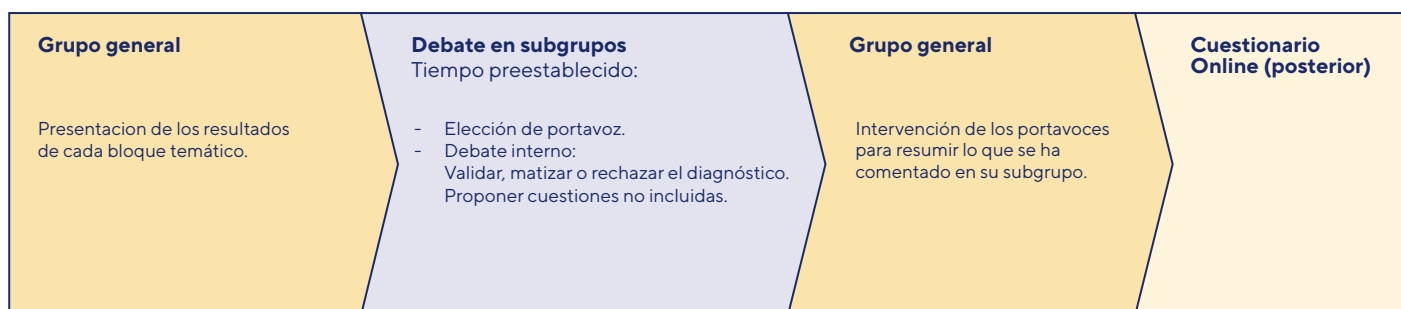 Grupo general
Presentacion de los resultados
de cada bloque temático.
Debate en subgrupos
Tiempo preestablecido:
- Elección de portavoz.
- Debate interno:
Validar, matizar o rechazar el diagnóstico.
Proponer cuestiones no incluidas.
Grupo general
Intervención de los portavoces
para resumir lo que se ha
comentado en su subgrupo.
Cuestionario
Online (posterior)